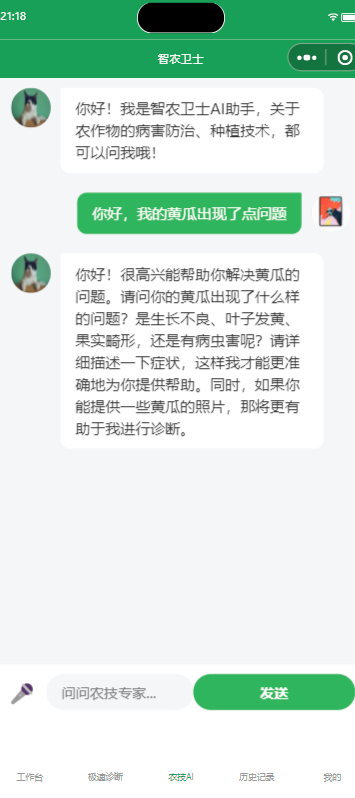 21:18
智农卫士
你好！我是智农卫士AI助手，关于
农作物的病害防治、种植技术，都
可以问我哦！
你好，我的黄瓜出现了点问题
你好！很高兴能帮助你解决黄瓜的
问题。请问你的黄瓜出现了什么样
的问题？是生长不良、叶子发黄、
果实畸形，还是有病虫害呢？请详
细描述一下症状，这样我才能更准
确地为你提供帮助。同时，如果你
能提供一些黄瓜的照片，那将更有
助于我进行诊断。
问问农技专家...
发送
工作台
极速诊断
农技AI
历史记录
我的